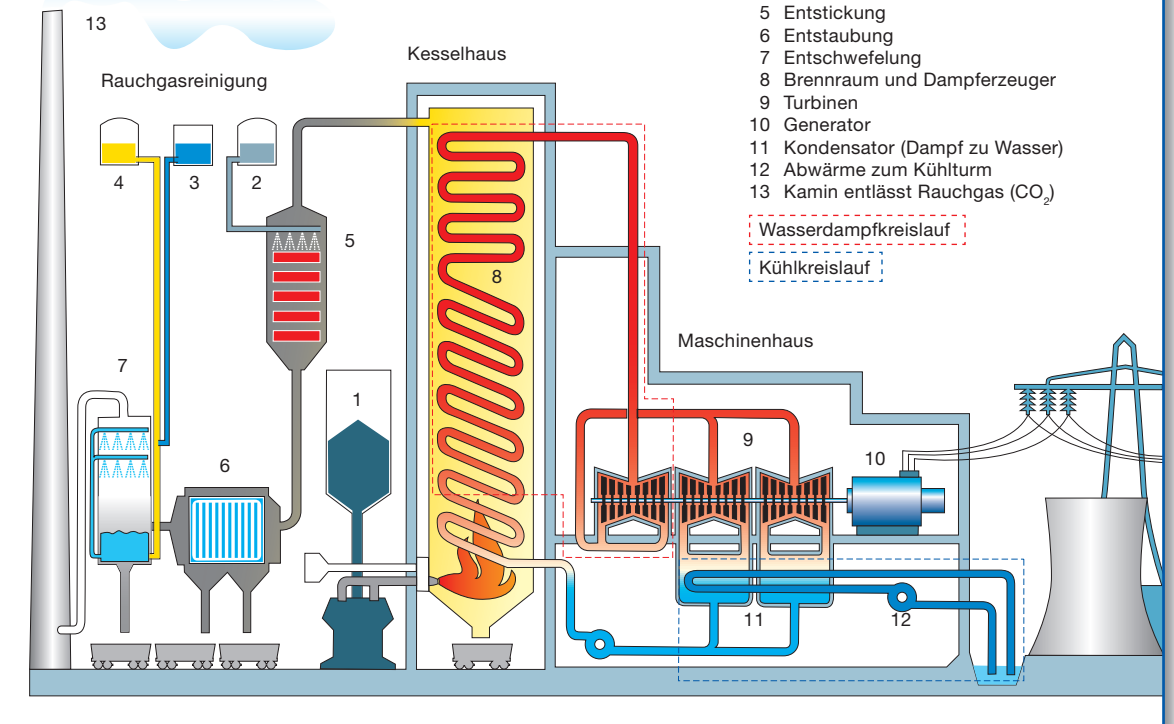 13
Rauchgasreinigung
Kesselhaus
5 Entstickung
6 Entstaubung
7 Entschwefelung
8 Brennraum und Dampferzeuger
9 Turbinen
10 Generator
11 Kondensator (Dampf zu Wasser)
12 Abwärme zum Kühlturm
13 Kamin entlässt Rauchgas (CO₂)
Wasserdampfkreislauf
Kühlkreislauf
4
3
2
5
8
Maschinenhaus
7
1
9
6
10
11
12